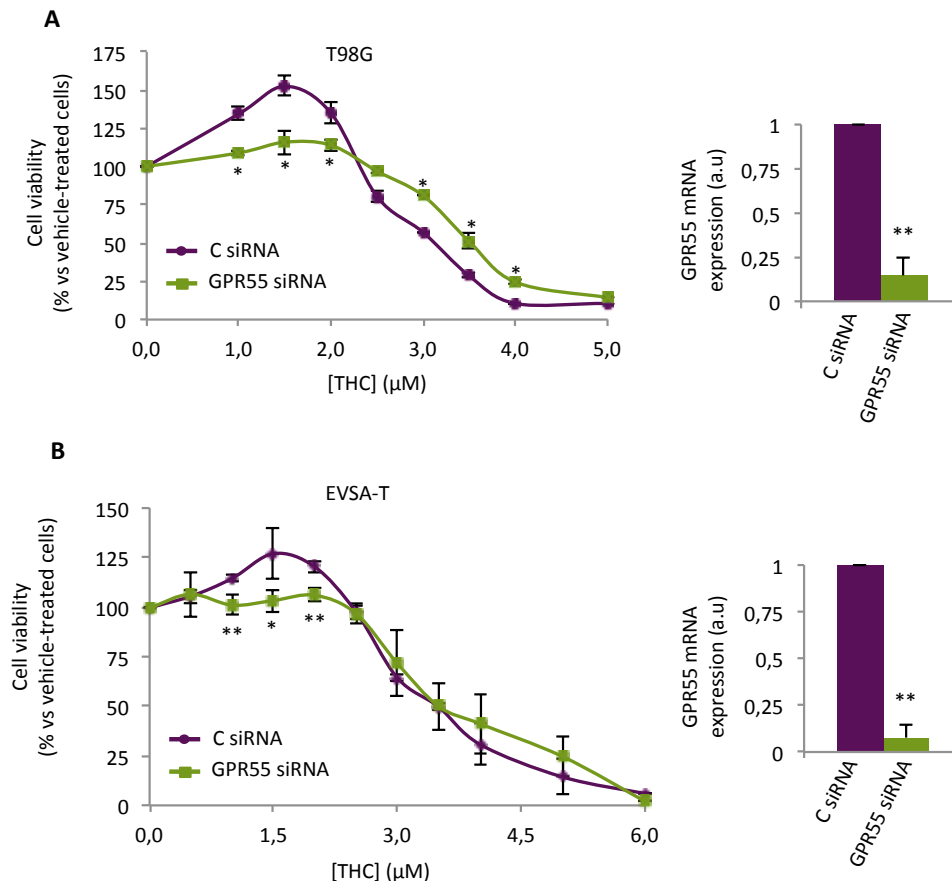 A
T98G
Cell viability
(% vs vehicle-treated cells)
175
150
125
100
75
50
25
0
C siRNA
GPR55 siRNA
*
*
*
*
*
*
0,0
1,0
2,0
3,0
4,0
5,0
[THC] (µM)
GPR55 mRNA
expression (a.u)
1
0,75
0,5
0,25
0
**
C siRNA
GPR55 siRNA
B
EVSA-T
Cell viability
(% vs vehicle-treated cells)
150
125
100
75
50
25
0
**
*
**
C siRNA
GPR55 siRNA
0,0
1,5
3,0
4,5
6,0
[THC] (µM)
GPR55 mRNA
expression (a.u)
1
0,75
0,5
0,25
0
**
C siRNA
GPR55 siRNA